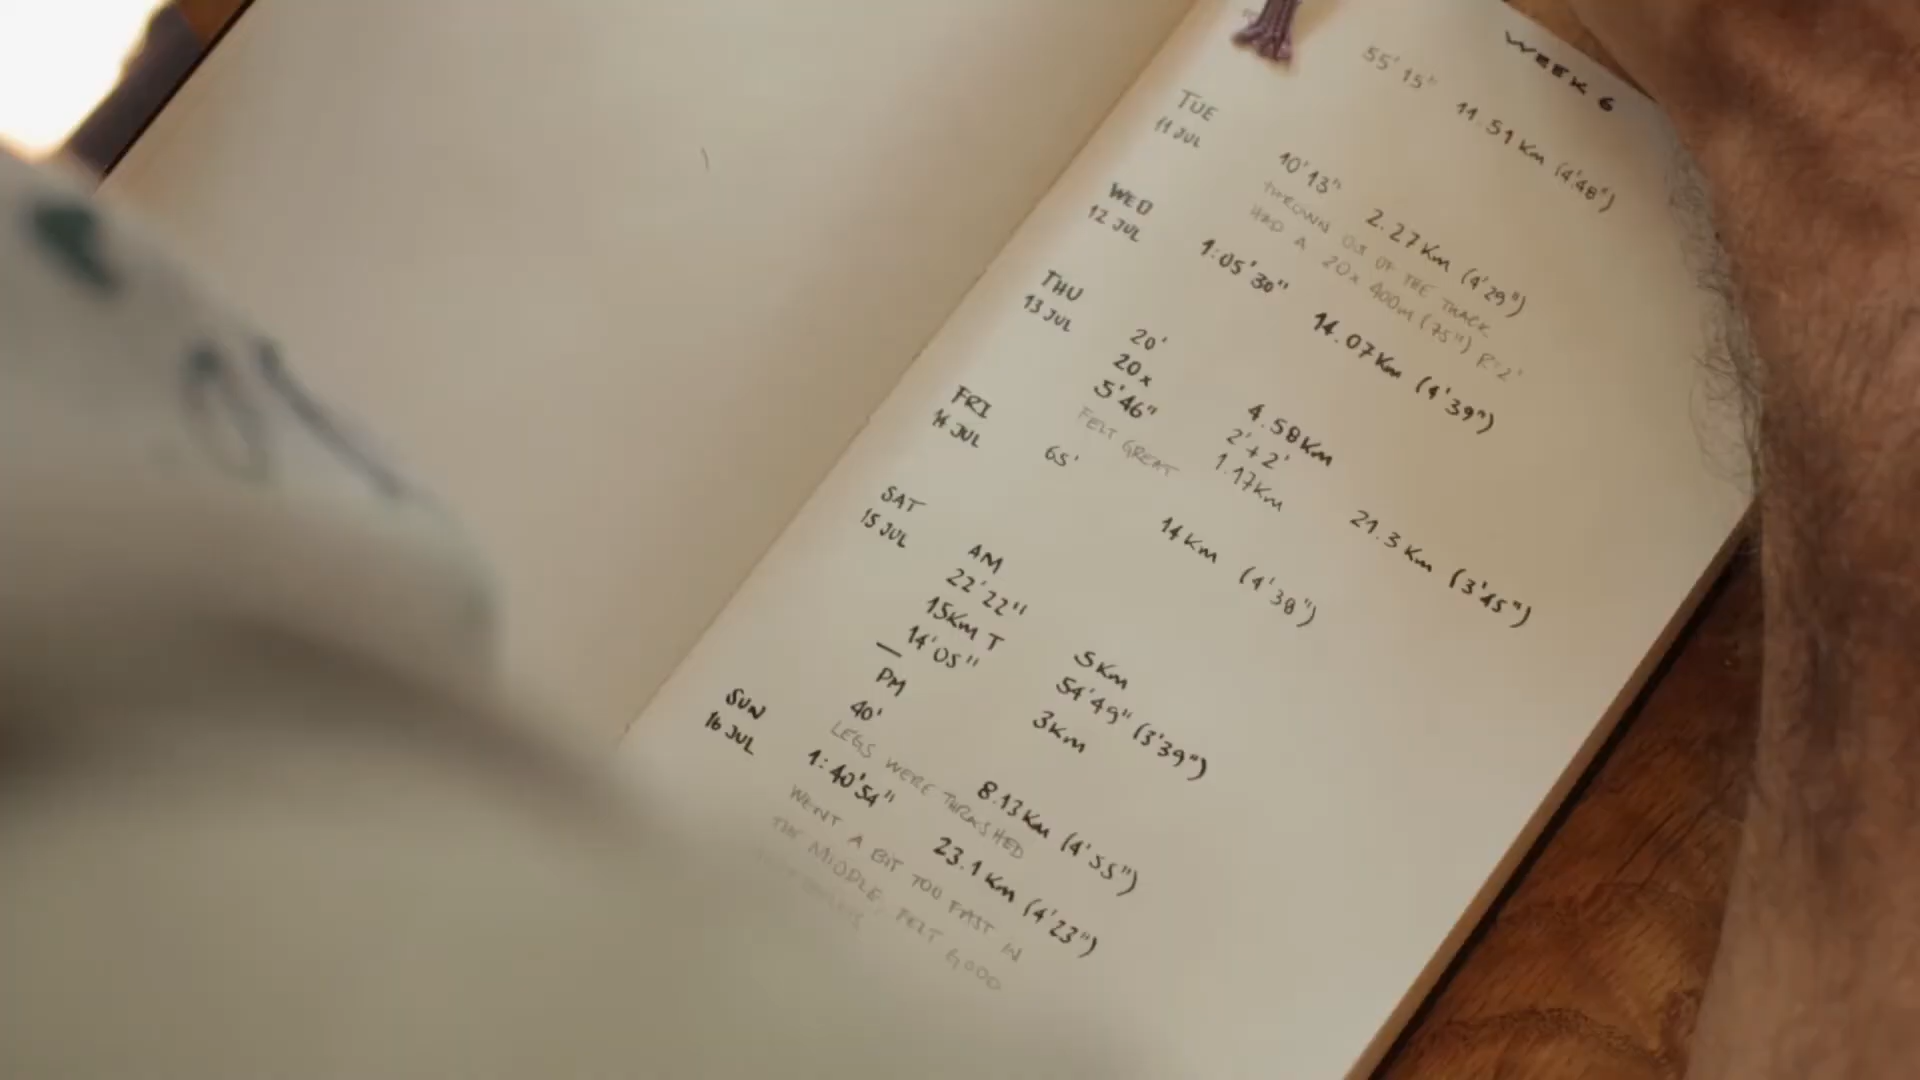 WEEK 6
55'15" 11.51 Km (4'48")
TUE
11 JUL
10'13" 2.27Km (4'29")
THROWN OUT OF THE TRACK
HAD A 20x 400m (75") R=2'
WED
12 JUL
1:05'30" 14.07Km (4'39")
THU
13 JUL
20' 4.58Km
20x 2'+2'
5'46" 1.17Km 21.3 Km (3'45")
FELT GREAT
FRI
14 JUL
65' 14Km (4'38")
SAT
15 JUL
AM
22'22" 5Km
15Km T 54'49" (3'39")
14'05" 3Km
—
PM
40' 8.13Km (4'55")
LEGS WERE THRASHED
SUN
16 JUL
1:40'54" 23.1 Km (4'23")
WENT A BIT TOO FAST IN
THE MIDDLE, FELT GOOD